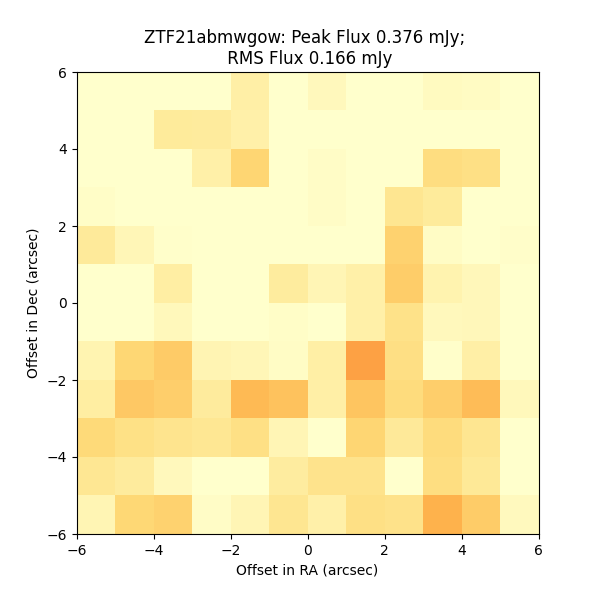 ZTF21abmwgow: Peak Flux 0.376 mJy;
RMS Flux 0.166 mJy
6
4
2
0
−2
−4
−6
Offset in Dec (arcsec)
−6 −4 −2 0 2 4 6
Offset in RA (arcsec)